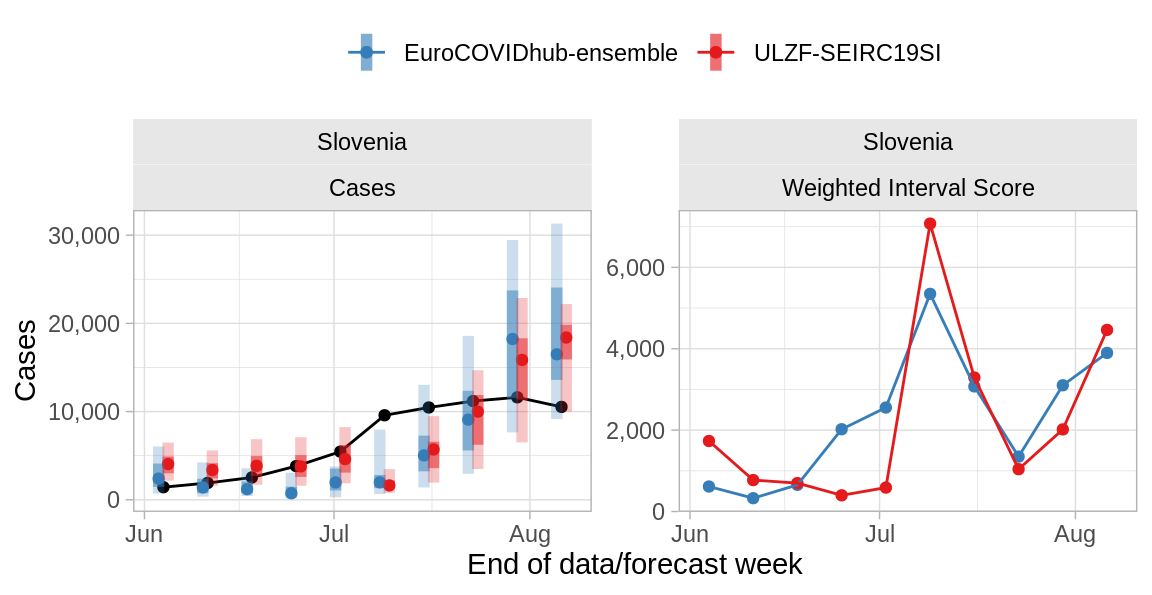 EuroCOVIDhub-ensemble ULZF-SEIRC19SI
Slovenia
Cases
Slovenia
Weighted Interval Score
Cases
30,000
20,000
10,000
0
Jun Jul Aug
6,000
4,000
2,000
0
Jun Jul Aug
End of data/forecast week